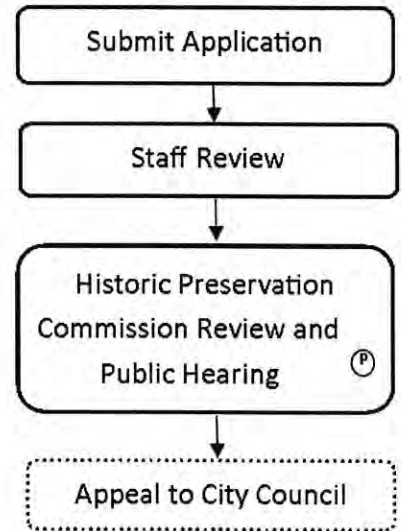 Submit Application
Staff Review
Historic Preservation
Commission Review and
Public Hearing
P
Appeal to City Council